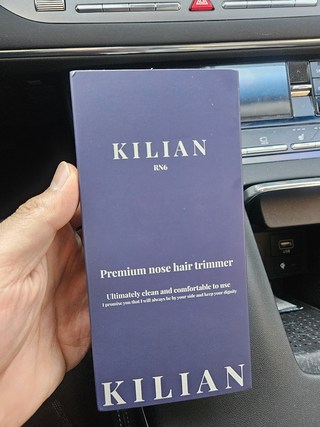 KILIAN
RN6
Premium nose hair trimmer
Ultimately clean and comfortable to use
I promise you that I will always be by your side and keep your dignity
KILIAN